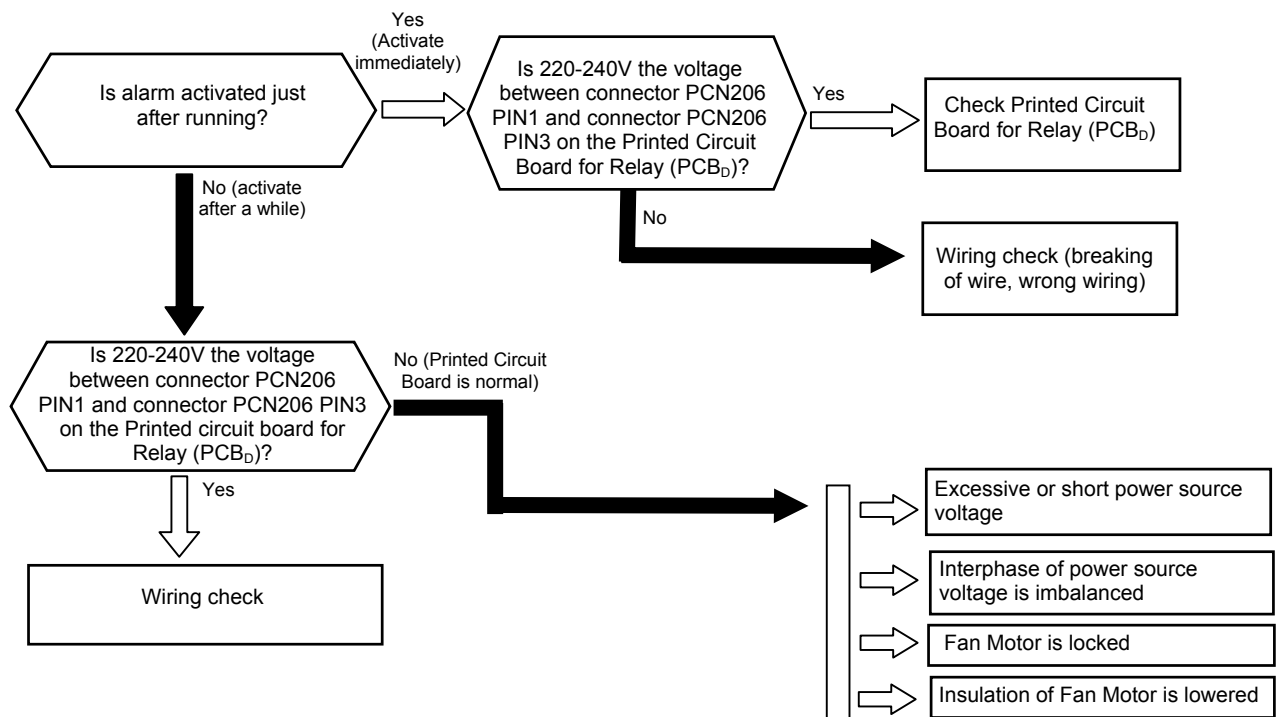 Is alarm activated just
after running?
Yes
(Activate
immediately)
Is 220-240V the voltage
between connector PCN206
PIN1 and connector PCN206
PIN3 on the Printed Circuit
Board for Relay (PCBD)?
Yes
Check Printed Circuit
Board for Relay (PCBD)
No (activate
after a while)
No
Wiring check (breaking
of wire, wrong wiring)
Is 220-240V the voltage
between connector PCN206
PIN1 and connector PCN206 PIN3
on the Printed circuit board for
Relay (PCBD)?
No (Printed Circuit
Board is normal)
Yes
Wiring check
Excessive or short power source
voltage
Interphase of power source
voltage is imbalanced
Fan Motor is locked
Insulation of Fan Motor is lowered